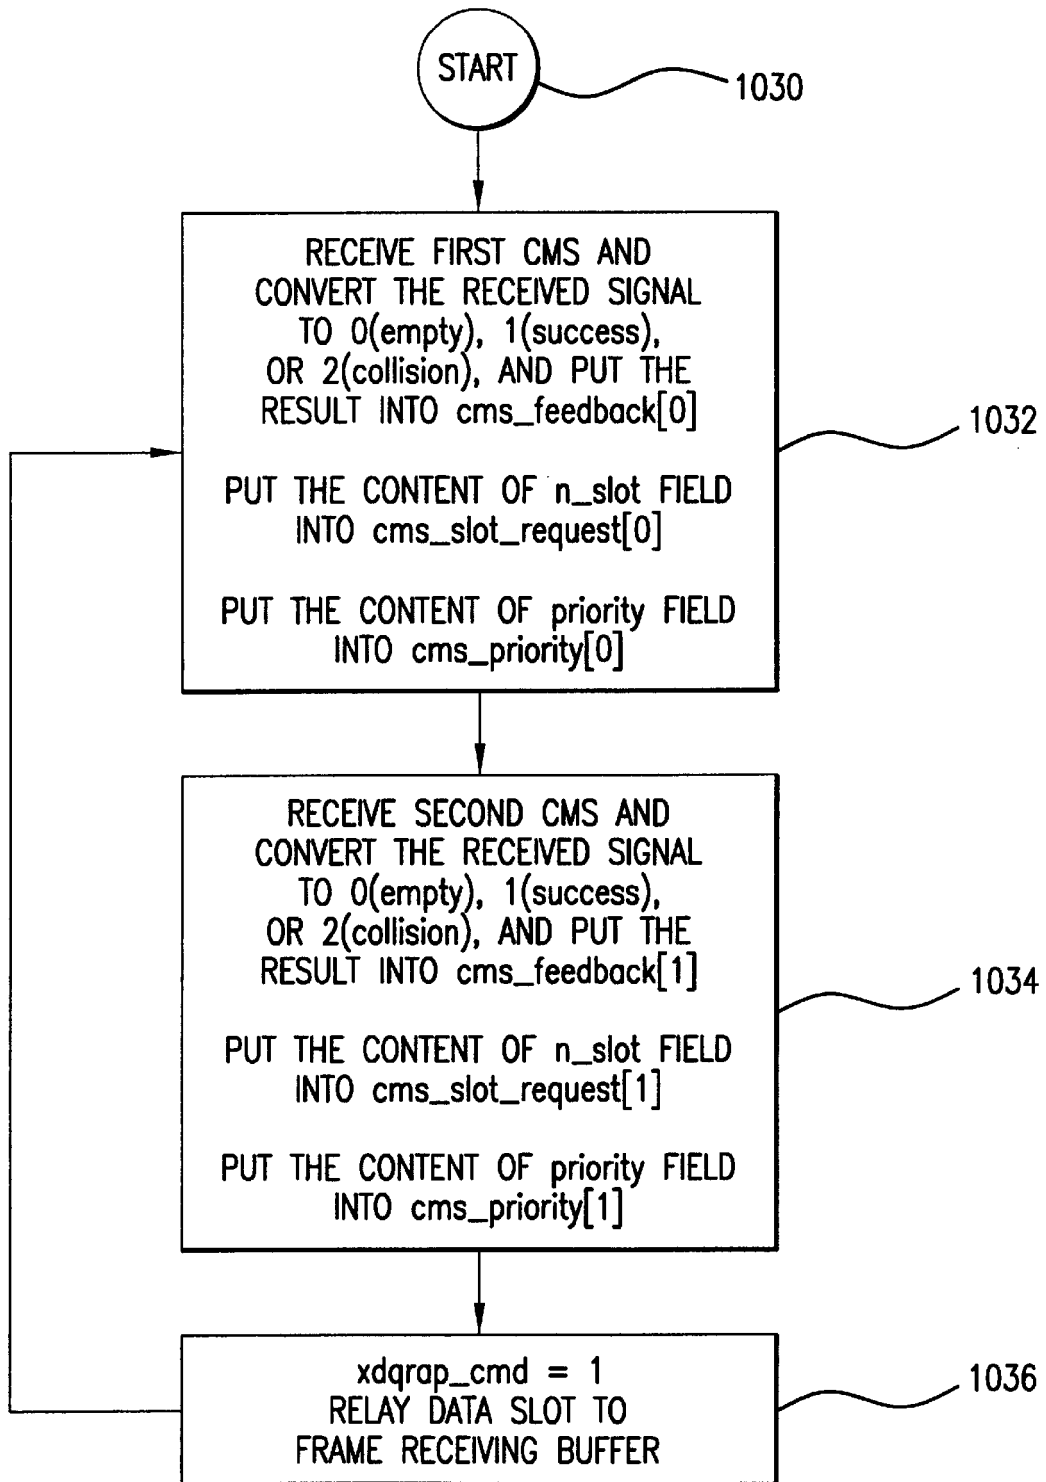 START
1030
RECEIVE FIRST CMS AND
CONVERT THE RECEIVED SIGNAL
TO 0(empty), 1(success),
OR 2(collision), AND PUT THE
RESULT INTO cms_feedback[0]
1032
PUT THE CONTENT OF n_slot FIELD
INTO cms_slot_request[0]
PUT THE CONTENT OF priority FIELD
INTO cms_priority[0]
RECEIVE SECOND CMS AND
CONVERT THE RECEIVED SIGNAL
TO 0(empty), 1(success),
OR 2(collision), AND PUT THE
RESULT INTO cms_feedback[1]
1034
PUT THE CONTENT OF n_slot FIELD
INTO cms_slot_request[1]
PUT THE CONTENT OF priority FIELD
INTO cms_priority[1]
xdqrap_cmd = 1
RELAY DATA SLOT TO
FRAME RECEIVING BUFFER
1036